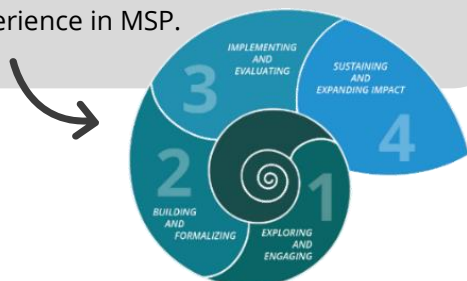 in MSP.
3
IMPLEMENTING
AND
EVALUATING
SUSTAINING
AND
EXPANDING IMPACT
4
2
BUILDING
AND
FORMALIZING
1
EXPLORING
AND
ENGAGING